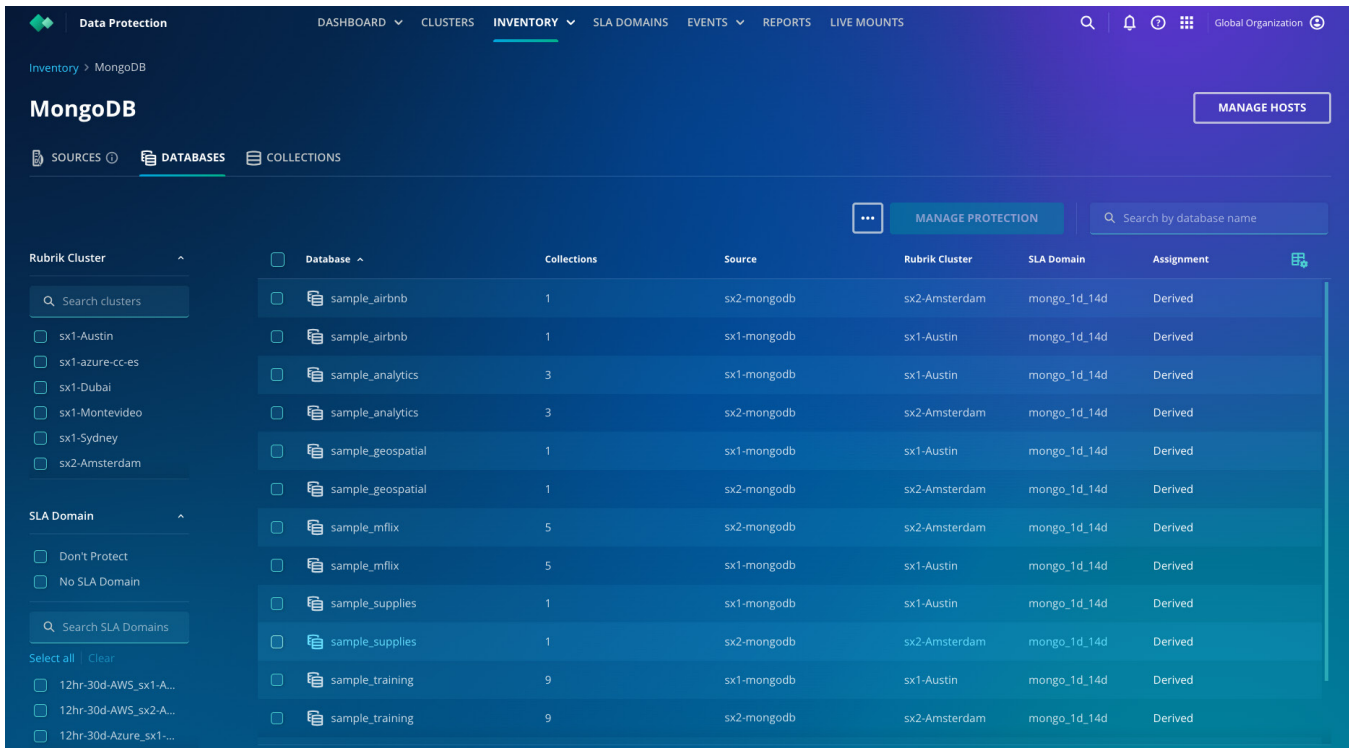 Data Protection DASHBOARD CLUSTERS INVENTORY SLA DOMAINS EVENTS REPORTS LIVE MOUNTS Global Organization
Inventory > MongoDB
MongoDB MANAGE HOSTS
SOURCES DATABASES COLLECTIONS
MANAGE PROTECTION Search by database name
Rubrik Cluster
Search clusters
sx1-Austin
sx1-azure-cc-es
sx1-Dubai
sx1-Montevideo
sx1-Sydney
sx2-Amsterdam
SLA Domain
Don't Protect
No SLA Domain
Search SLA Domains
Select all | Clear
12hr-30d-AWS_sx1-A...
12hr-30d-AWS_sx2-A...
12hr-30d-Azure_sx1-...
Database Collections Source Rubrik Cluster SLA Domain Assignment
sample_airbnb 1 sx2-mongodb sx2-Amsterdam mongo_1d_14d Derived
sample_airbnb 1 sx1-mongodb sx1-Austin mongo_1d_14d Derived
sample_analytics 3 sx1-mongodb sx1-Austin mongo_1d_14d Derived
sample_analytics 3 sx2-mongodb sx2-Amsterdam mongo_1d_14d Derived
sample_geospatial 1 sx1-mongodb sx1-Austin mongo_1d_14d Derived
sample_geospatial 1 sx2-mongodb sx2-Amsterdam mongo_1d_14d Derived
sample_mflix 5 sx2-mongodb sx2-Amsterdam mongo_1d_14d Derived
sample_mflix 5 sx1-mongodb sx1-Austin mongo_1d_14d Derived
sample_supplies 1 sx1-mongodb sx1-Austin mongo_1d_14d Derived
sample_supplies 1 sx2-mongodb sx2-Amsterdam mongo_1d_14d Derived
sample_training 9 sx1-mongodb sx1-Austin mongo_1d_14d Derived
sample_training 9 sx2-mongodb sx2-Amsterdam mongo_1d_14d Derived